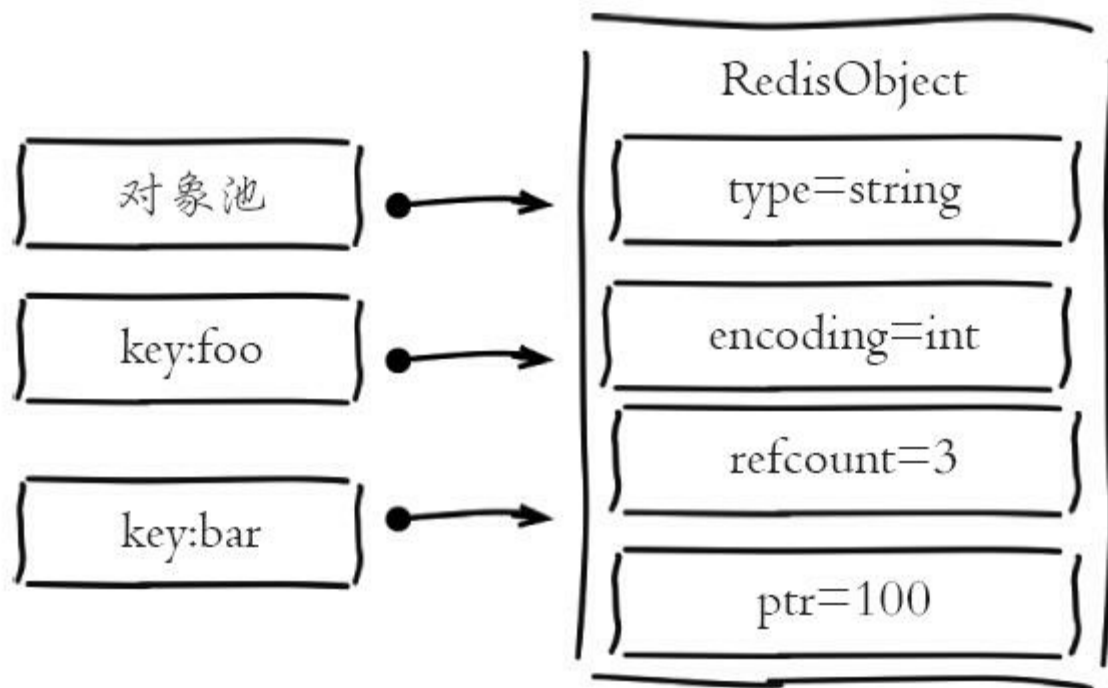 RedisObject
对象池
type=string
key:foo
encoding=int
refcount=3
key:bar
ptr=100